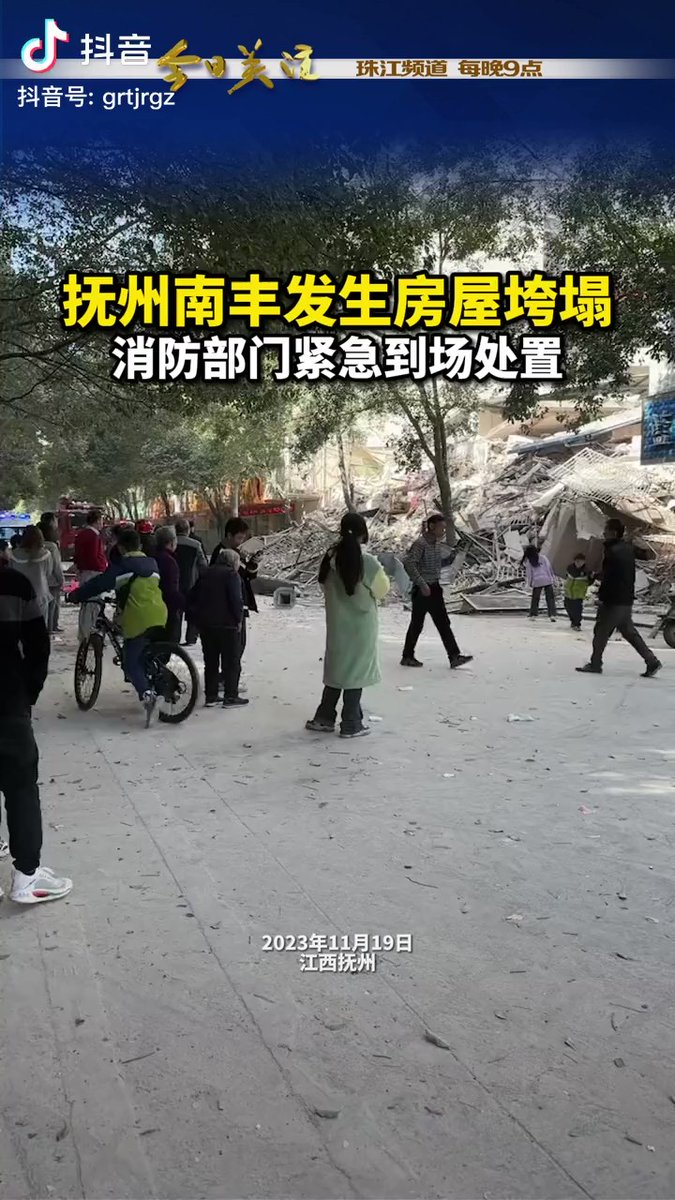 抖音
抖音号: grtjrgz
今日关注
珠江频道 每晚9点
抚州南丰发生房屋垮塌
消防部门紧急到场处置
2023年11月19日
江西抚州